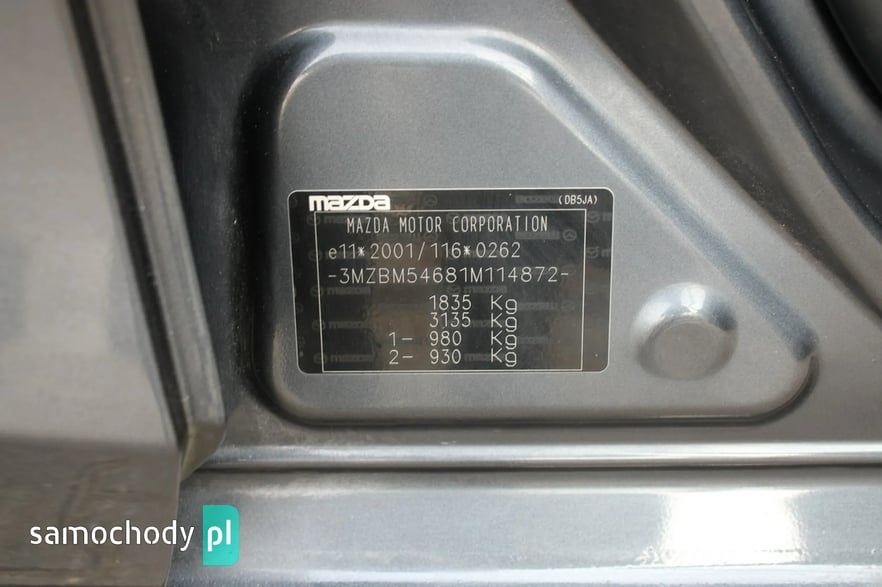 mazda (DB5JA)
MAZDA MOTOR CORPORATION
e11*2001/116*0262
-3MZBM54681M114872-
1835 Kg
3135 Kg
1- 980 Kg
2- 930 Kg
samochody pl